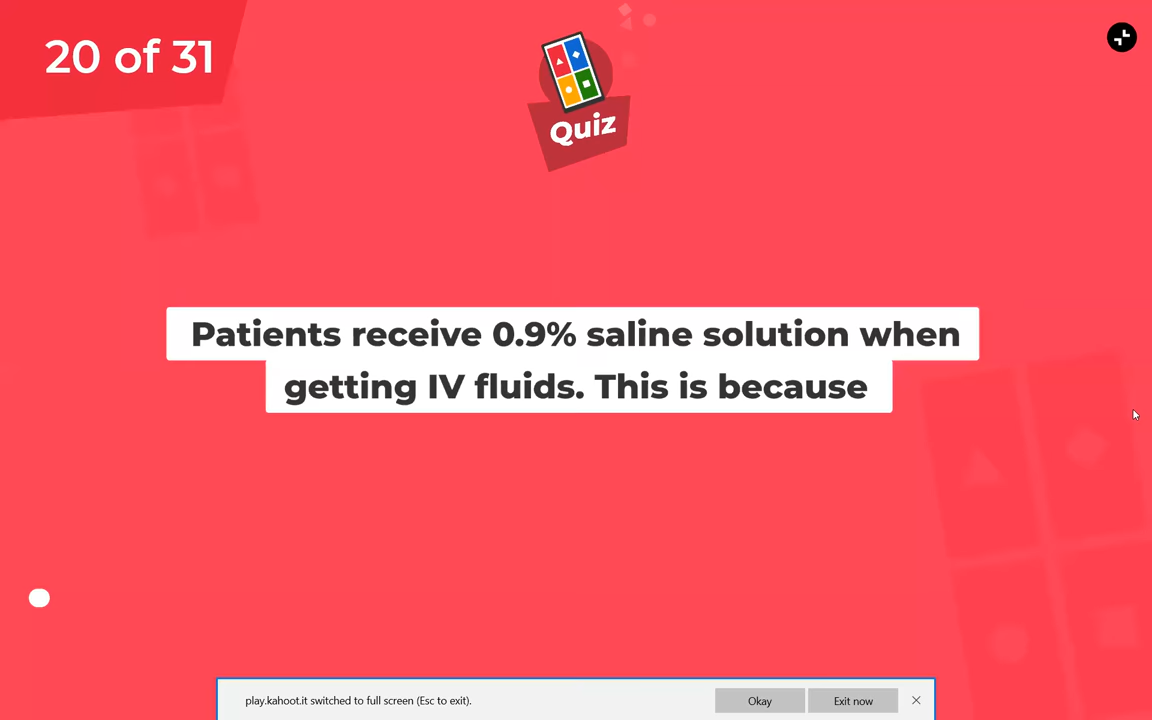 20 of 31
Quiz
Patients receive 0.9% saline solution when
getting IV fluids. This is because
play.kahoot.it switched to full screen (Esc to exit).
Okay
Exit now